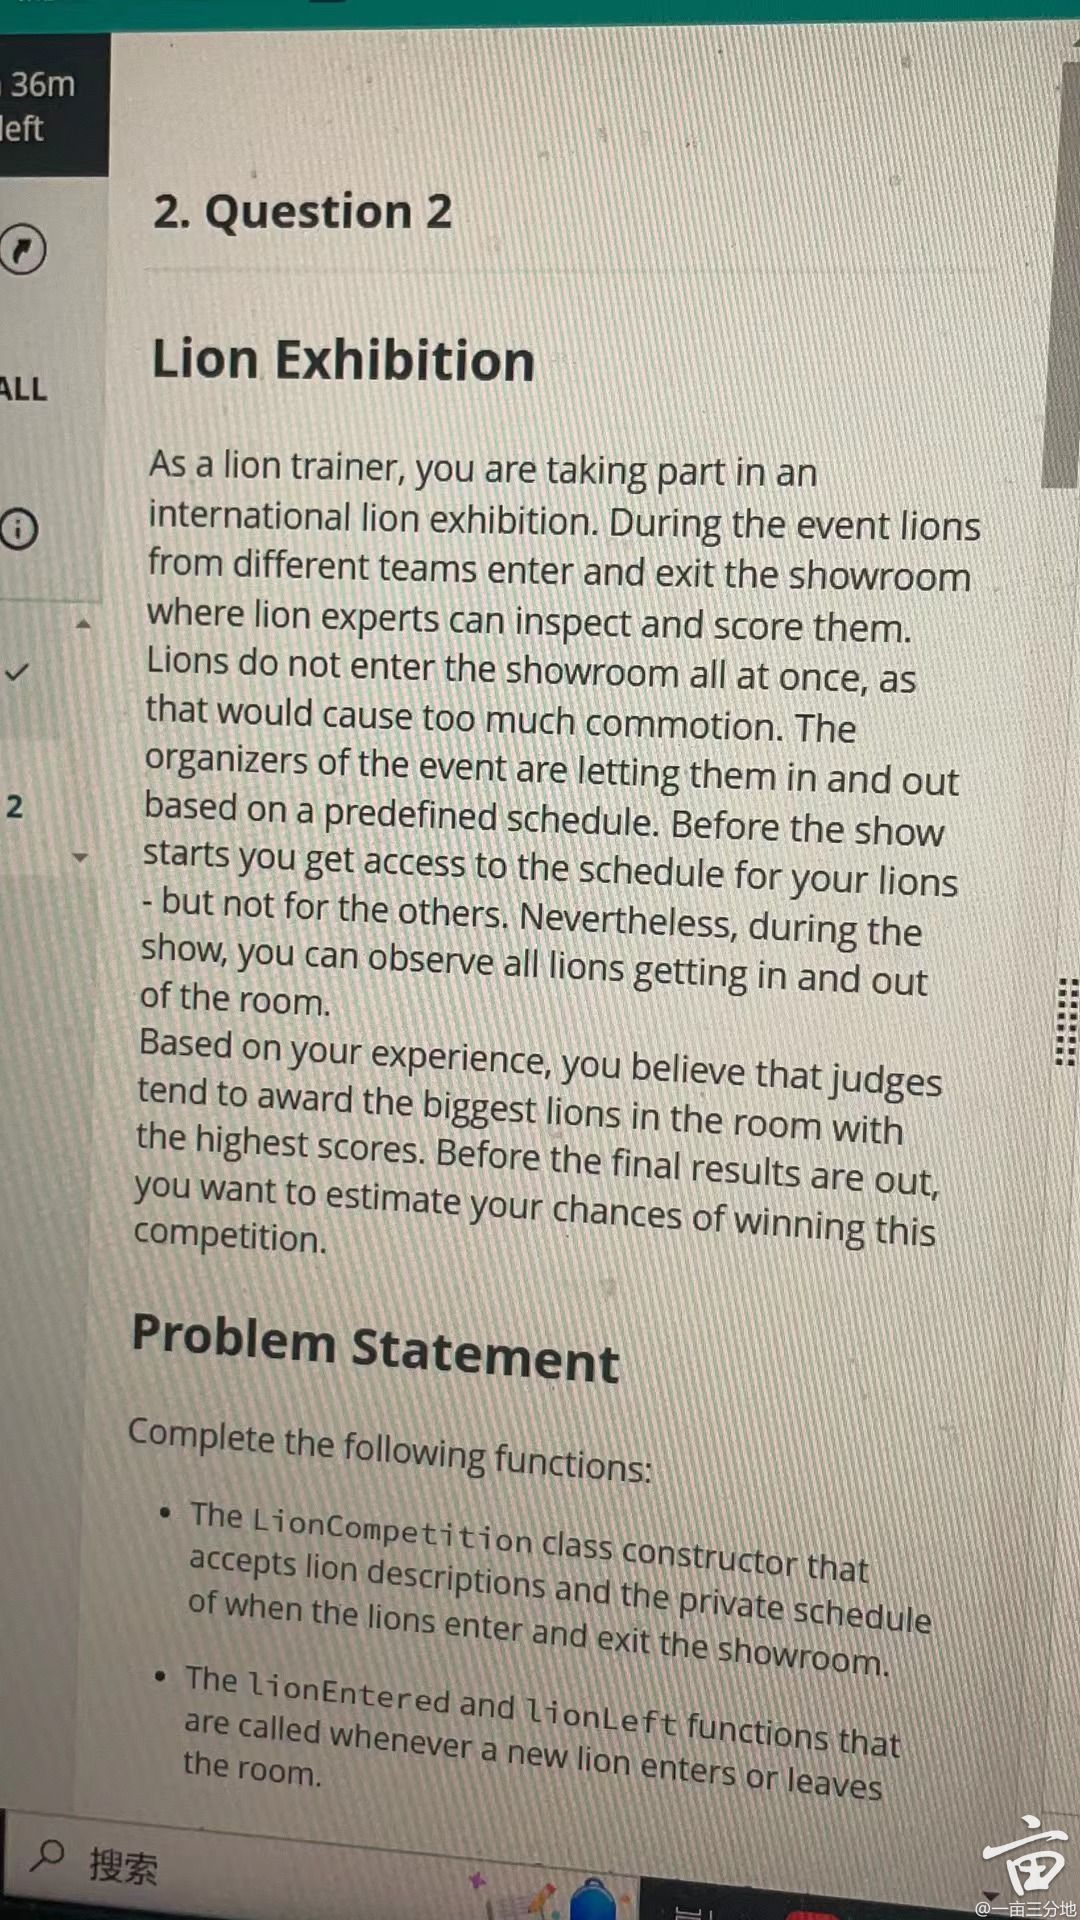 36m
left
2. Question 2
Lion Exhibition
ALL
As a lion trainer, you are taking part in an
international lion exhibition. During the event lions
from different teams enter and exit the showroom
where lion experts can inspect and score them.
Lions do not enter the showroom all at once, as
that would cause too much commotion. The
organizers of the event are letting them in and out
2
based on a predefined schedule. Before the show
starts you get access to the schedule for your lions
- but not for the others. Nevertheless, during the
show, you can observe all lions getting in and out
of the room.
Based on your experience, you believe that judges
tend to award the biggest lions in the room with
the highest scores. Before the final results are out,
you want to estimate your chances of winning this
competition.
Problem Statement
Complete the following functions:
• The LionCompetition class constructor that
accepts lion descriptions and the private schedule
of when the lions enter and exit the showroom.
• The lionEntered and lionLeft functions that
are called whenever a new lion enters or leaves
the room.
搜索
亩
@一亩三分地